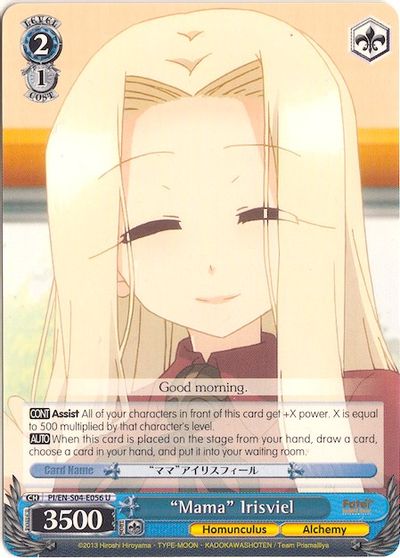 LEVEL
2
1
COST
Good morning.
CONT Assist All of your characters in front of this card get +X power. X is equal
to 500 multiplied by that character's level.
AUTO When this card is placed on the stage from your hand, draw a card,
choose a card in your hand, and put it into your waiting room.
Card Name
“ママ”アイリスフィール
CH PI/EN-S04-E056 U
3500
“Mama” Irisviel
Homunculus
Alchemy
©2013 Hiroshi Hiroyama・TYPE-MOON・KADOKAWASHOTEN / Team Prismalllya